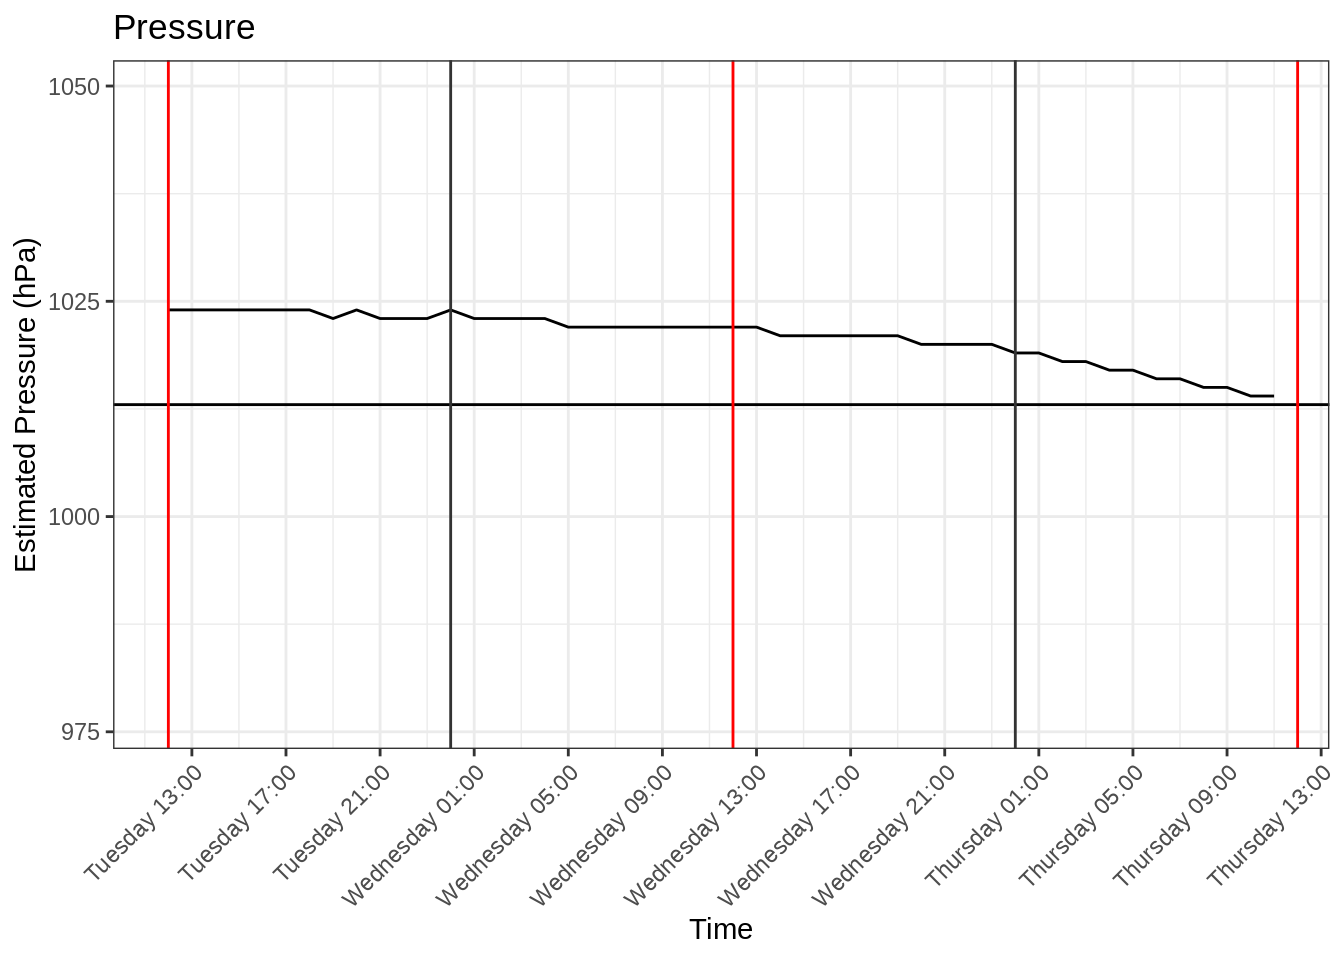 Pressure
Estimated Pressure (hPa)
1050
1025
1000
975
Tuesday 13:00
Tuesday 17:00
Tuesday 21:00
Wednesday 01:00
Wednesday 05:00
Wednesday 09:00
Wednesday 13:00
Wednesday 17:00
Wednesday 21:00
Thursday 01:00
Thursday 05:00
Thursday 09:00
Thursday 13:00
Time